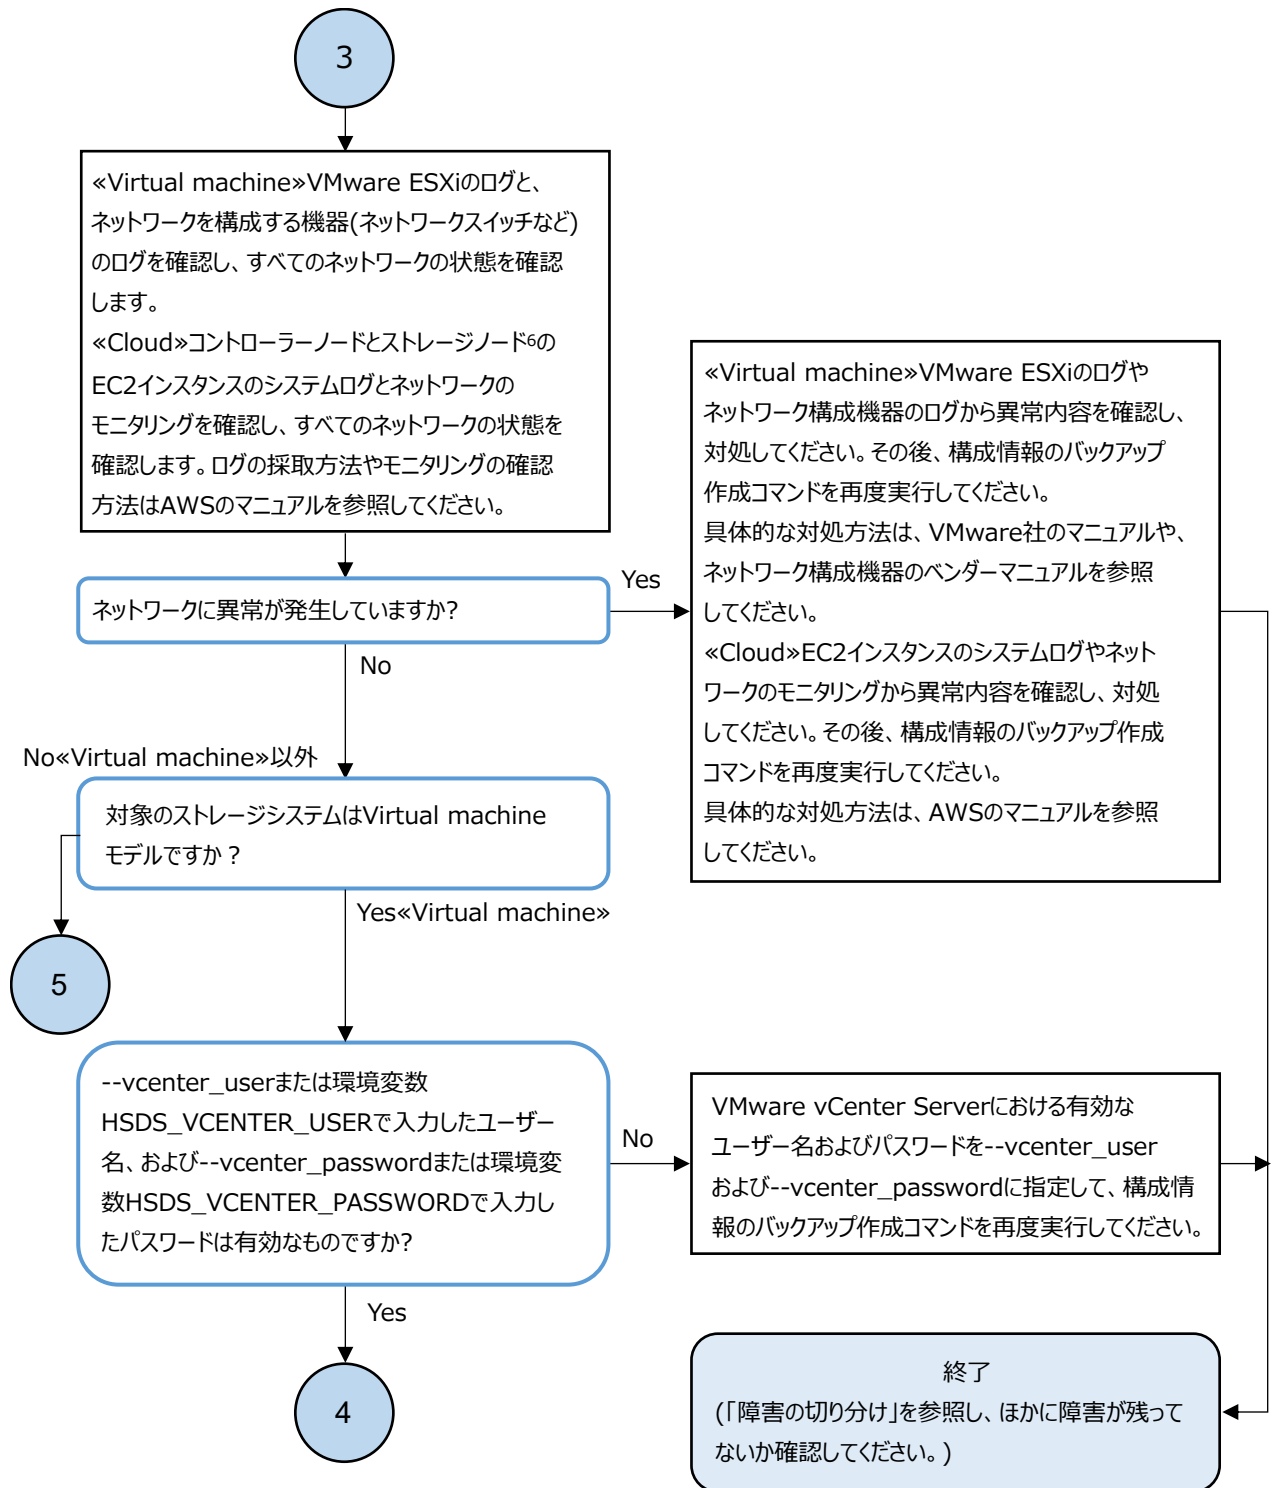 3
«Virtual machine»VMware ESXiのログと、
ネットワークを構成する機器(ネットワークスイッチなど)
のログを確認し、すべてのネットワークの状態を確認
します。
«Cloud»コントローラーノードとストレージノード6の
EC2インスタンスのシステムログとネットワークの
モニタリングを確認し、すべてのネットワークの状態を
確認します。ログの採取方法やモニタリングの確認
方法はAWSのマニュアルを参照してください。
ネットワークに異常が発生していますか?
Yes
«Virtual machine»VMware ESXiのログや
ネットワーク構成機器のログから異常内容を確認し、
対処してください。その後、構成情報のバックアップ
作成コマンドを再度実行してください。
具体的な対処方法は、VMware社のマニュアルや、
ネットワーク構成機器のベンダーマニュアルを参照
してください。
«Cloud»EC2インスタンスのシステムログやネット
ワークのモニタリングから異常内容を確認し、対処
してください。その後、構成情報のバックアップ作成
コマンドを再度実行してください。
具体的な対処方法は、AWSのマニュアルを参照
してください。
No
No«Virtual machine»以外
対象のストレージシステムはVirtual machine
モデルですか？
Yes«Virtual machine»
5
--vcenter_userまたは環境変数
HSDS_VCENTER_USERで入力したユーザー
名、および--vcenter_passwordまたは環境変
数HSDS_VCENTER_PASSWORDで入力し
たパスワードは有効なものですか?
No
VMware vCenter Serverにおける有効な
ユーザー名およびパスワードを--vcenter_user
および--vcenter_passwordに指定して、構成情
報のバックアップ作成コマンドを再度実行してください。
Yes
4
終了
(「障害の切り分け」を参照し、ほかに障害が残って
ないか確認してください。)